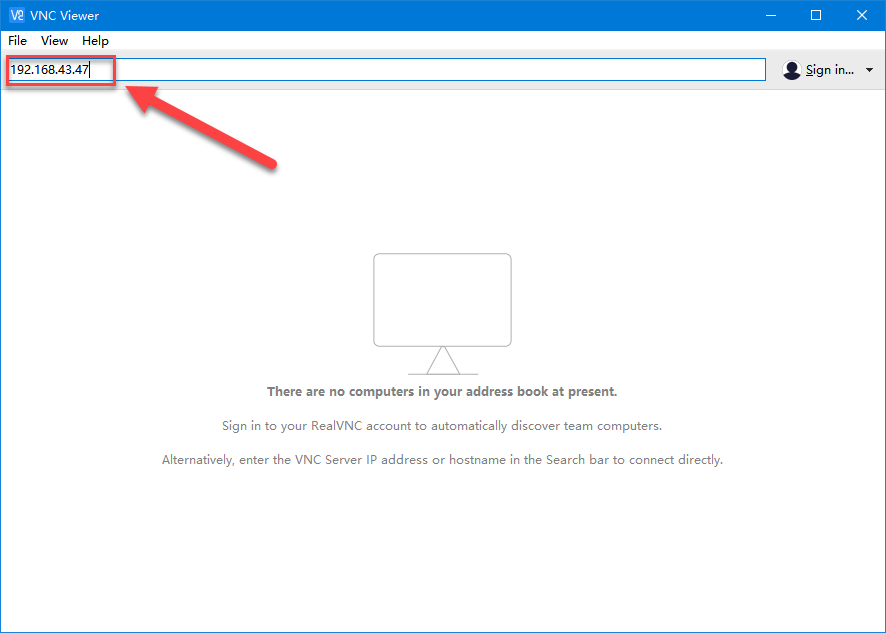 VNC Viewer
File View Help
192.168.43.47
Sign in...
There are no computers in your address book at present.
Sign in to your RealVNC account to automatically discover team computers.
Alternatively, enter the VNC Server IP address or hostname in the Search bar to connect directly.